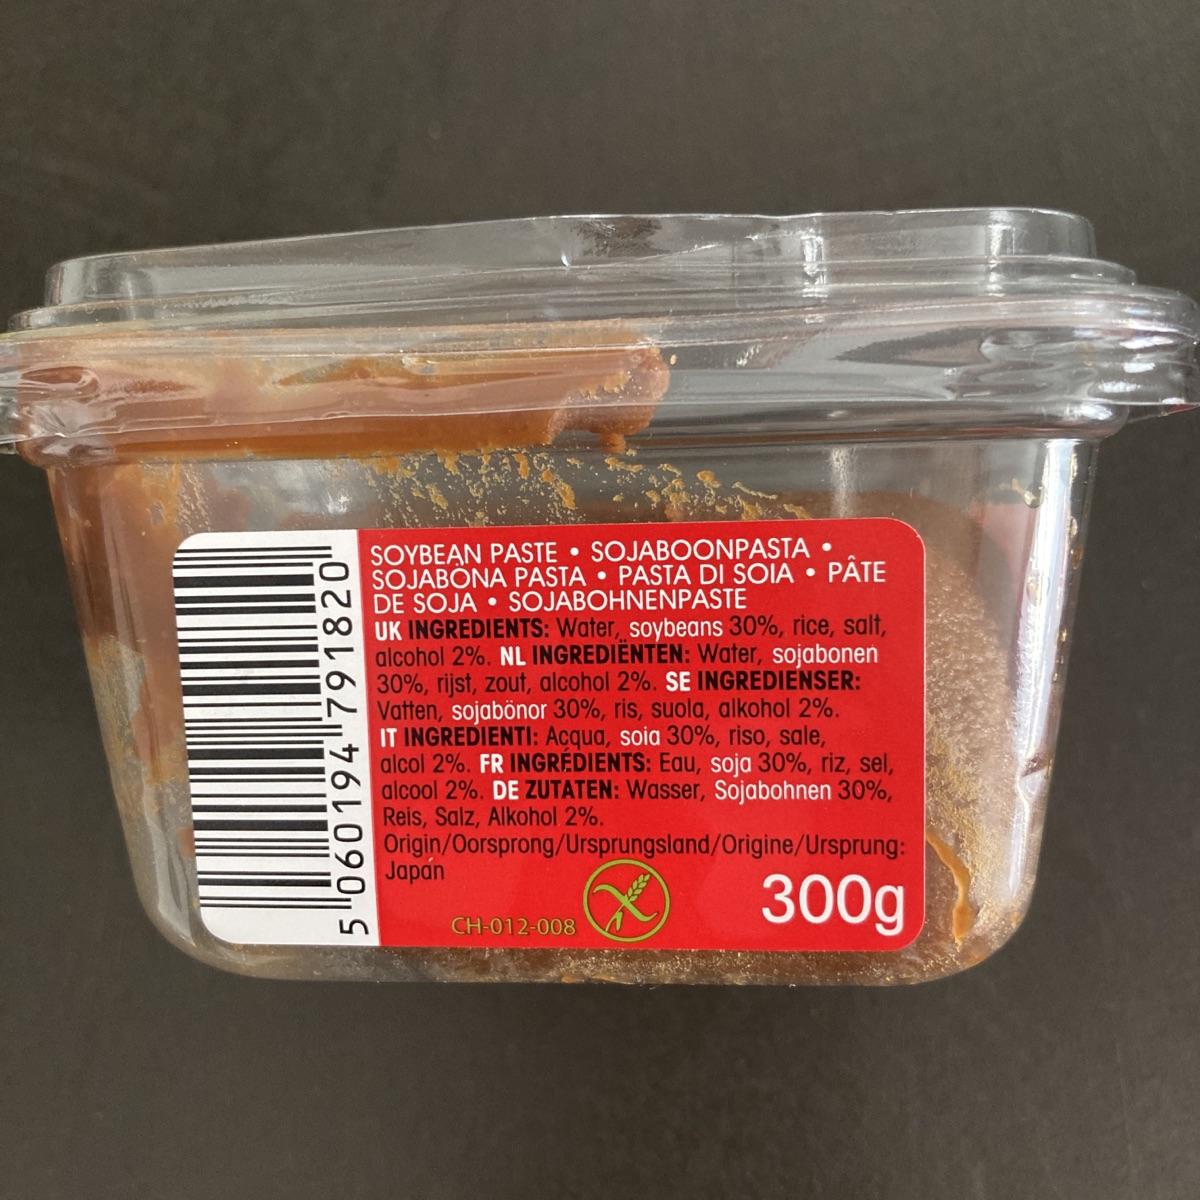 SOYBEAN PASTE • SOJABOONPASTA •
SOJABÖNA PASTA • PASTA DI SOIA • PÂTE
DE SOJA • SOJABOHNENPASTE
UK INGREDIENTS: Water, soybeans 30%, rice, salt,
alcohol 2%. NL INGREDIËNTEN: Water, sojabonen
30%, rijst, zout, alcohol 2%. SE INGREDIENSER:
Vatten, sojabönor 30%, ris, suola, alkohol 2%.
IT INGREDIENTI: Acqua, soia 30%, riso, sale,
alcol 2%. FR INGRÉDIENTS: Eau, soja 30%, riz, sel,
alcool 2%. DE ZUTATEN: Wasser, Sojabohnen 30%,
Reis, Salz, Alkohol 2%.
Origin/Oorsprong/Ursprungsland/Origine/Ursprung:
Japan
CH-012-008
300g
5 060194 791820